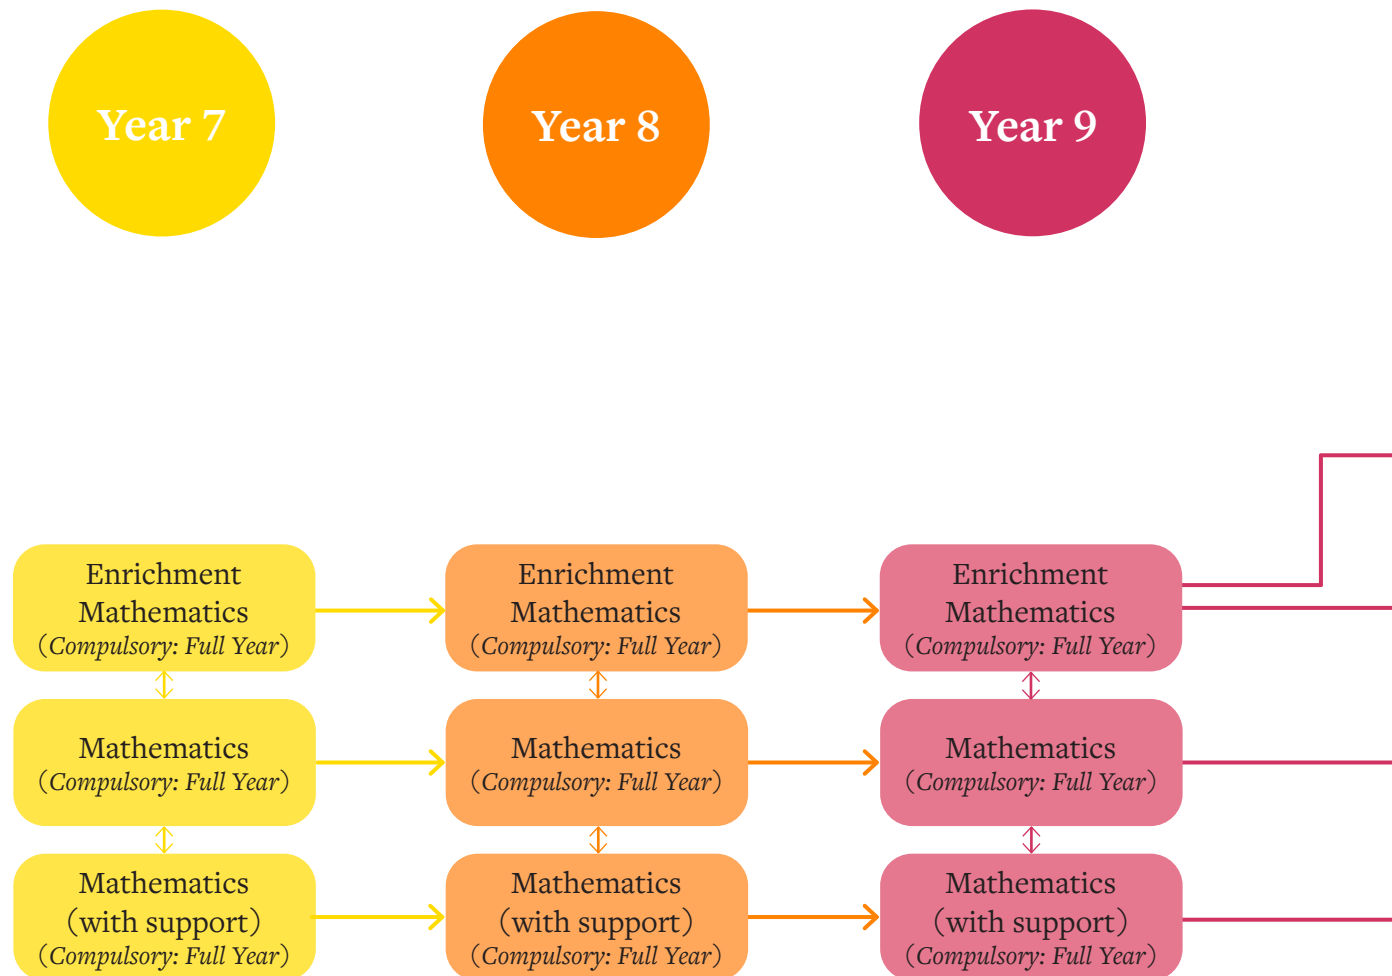 Year 7
Year 8
Year 9
Enrichment
Mathematics
(Compulsory: Full Year)
Enrichment
Mathematics
(Compulsory: Full Year)
Enrichment
Mathematics
(Compulsory: Full Year)
Mathematics
(Compulsory: Full Year)
Mathematics
(Compulsory: Full Year)
Mathematics
(Compulsory: Full Year)
Mathematics
(with support)
(Compulsory: Full Year)
Mathematics
(with support)
(Compulsory: Full Year)
Mathematics
(with support)
(Compulsory: Full Year)